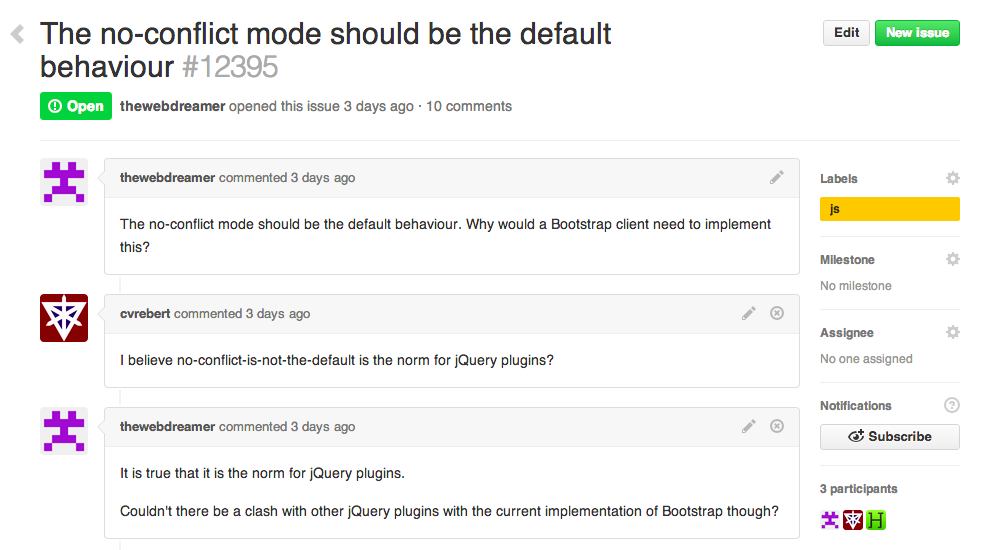 The no-conflict mode should be the default
behaviour #12395
Edit
New issue
Open
thewebdreamer opened this issue 3 days ago · 10 comments
thewebdreamer commented 3 days ago
The no-conflict mode should be the default behaviour. Why would a Bootstrap client need to implement
this?
cvrebert commented 3 days ago
I believe no-conflict-is-not-the-default is the norm for jQuery plugins?
thewebdreamer commented 3 days ago
It is true that it is the norm for jQuery plugins.
Couldn't there be a clash with other jQuery plugins with the current implementation of Bootstrap though?
Labels
js
Milestone
No milestone
Assignee
No one assigned
Notifications
?
Subscribe
3 participants
H